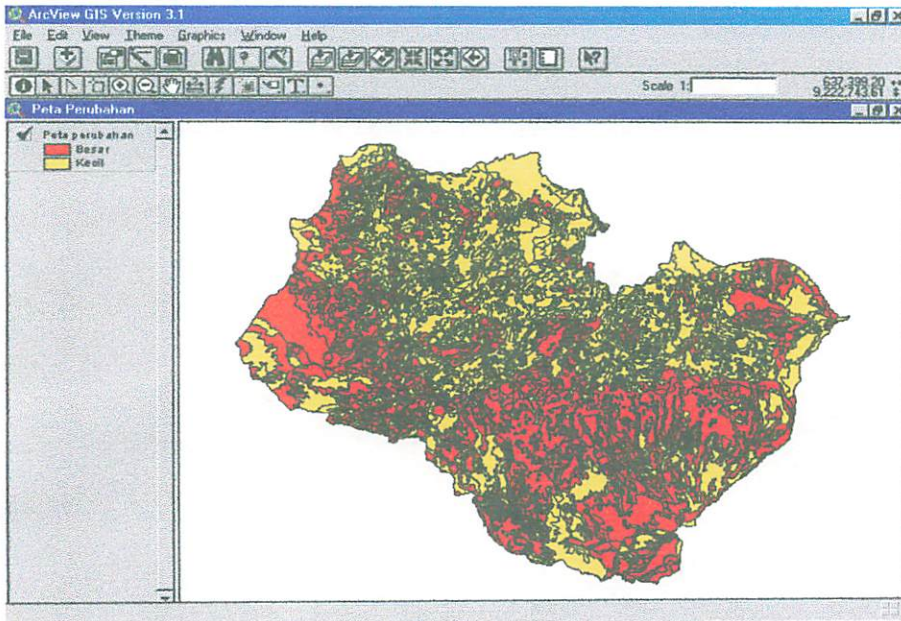 ArcView GIS Version 3.1
File Edit View Theme Graphics Window Help
Scale 1:
637,399.20
9,222,743.61
Peta Perubahan
Peta perubahan
Besar
Kecil